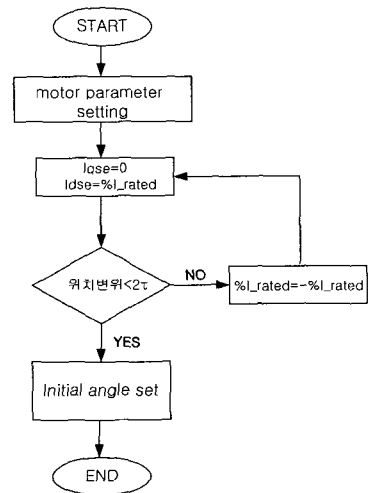 START
motor parameter
setting
Iqse=0
Idse=%I_rated
위치변위<2τ
NO
%I_rated=-%I_rated
YES
Initial angle set
END